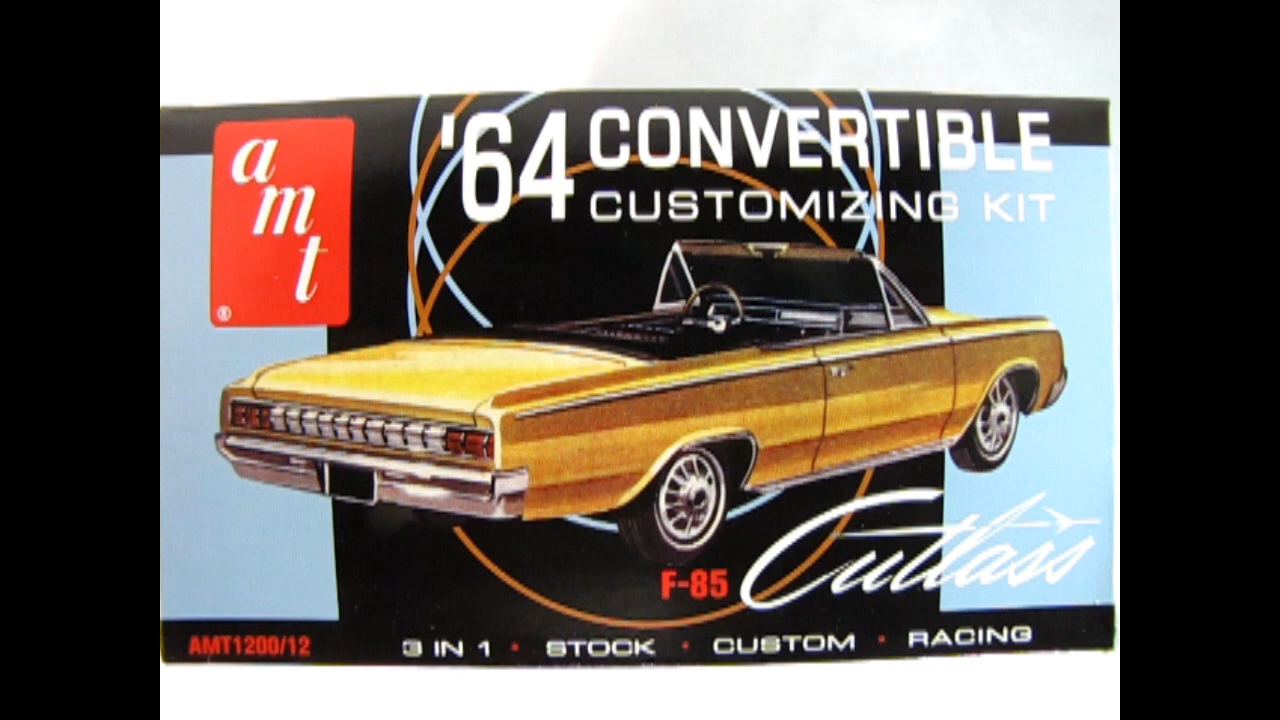 amt
®
'64 CONVERTIBLE
CUSTOMIZING KIT
F-85 Cutlass
AMT1200/12
3 IN 1 • STOCK • CUSTOM • RACING